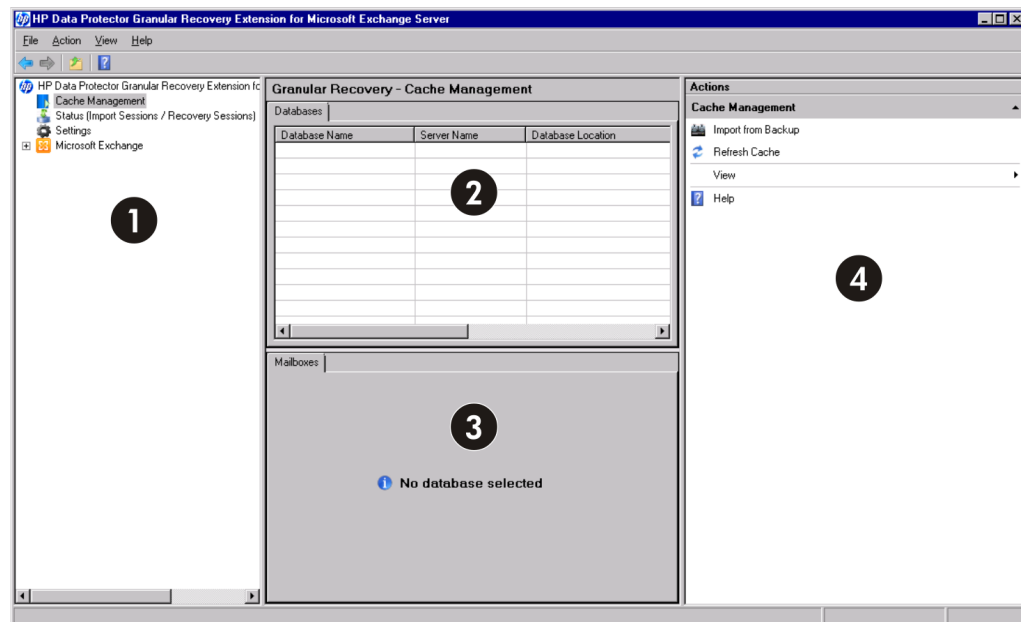 HP Data Protector Granular Recovery Extension for Microsoft Exchange Server
File Action View Help
HP Data Protector Granular Recovery Extension fc
Cache Management
Status (Import Sessions / Recovery Sessions)
Settings
Microsoft Exchange
1
Granular Recovery - Cache Management
Databases
Database Name Server Name Database Location
2
Mailboxes
3
No database selected
Actions
Cache Management
Import from Backup
Refresh Cache
View
Help
4